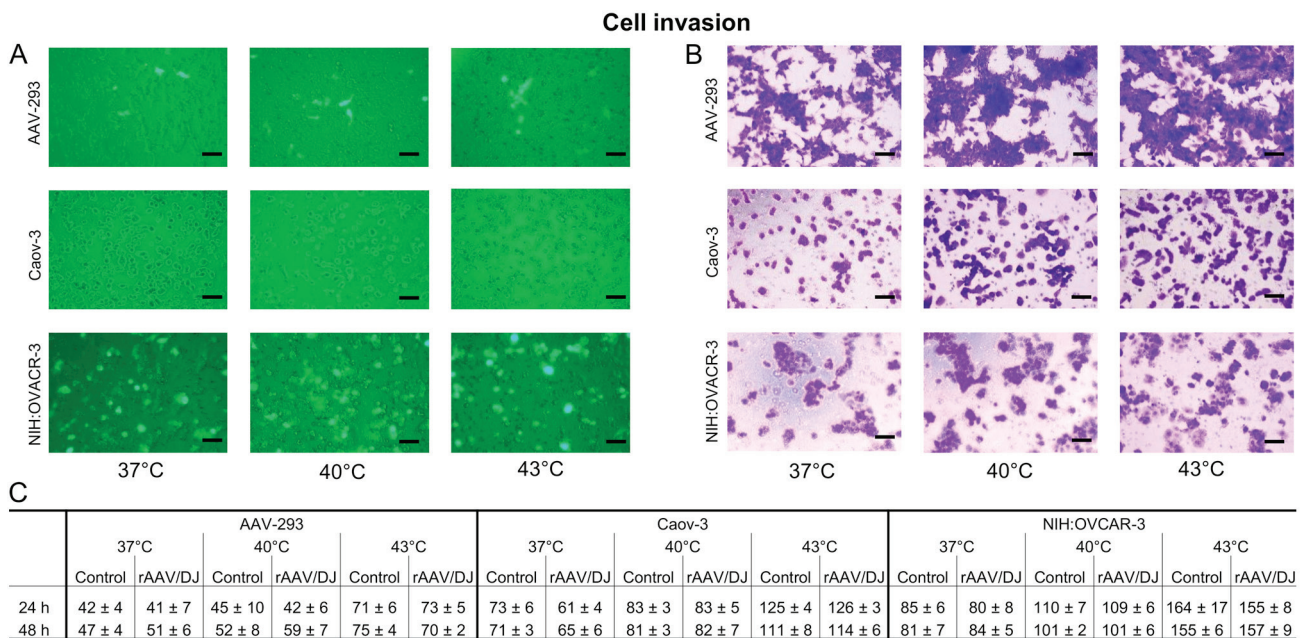 Cell invasion
A
B
AAV-293
AAV-293
Caov-3
Caov-3
NIH:OVACR-3
NIH:OVACR-3
37°C 40°C 43°C
37°C 40°C 43°C
C
AAV-293 Caov-3 NIH:OVCAR-3
37°C 40°C 43°C 37°C 40°C 43°C 37°C 40°C 43°C
Control rAAV/DJ Control rAAV/DJ Control rAAV/DJ Control rAAV/DJ Control rAAV/DJ Control rAAV/DJ Control rAAV/DJ Control rAAV/DJ Control rAAV/DJ
24 h 42 ± 4 41 ± 7 45 ± 10 42 ± 6 71 ± 6 73 ± 5 73 ± 6 61 ± 4 83 ± 3 83 ± 5 125 ± 4 126 ± 3 85 ± 6 80 ± 8 110 ± 7 109 ± 6 164 ± 17 155 ± 8
48 h 47 ± 4 51 ± 6 52 ± 8 59 ± 7 75 ± 4 70 ± 2 71 ± 3 65 ± 6 81 ± 3 82 ± 7 111 ± 8 114 ± 6 81 ± 7 84 ± 5 101 ± 2 101 ± 6 155 ± 6 157 ± 9